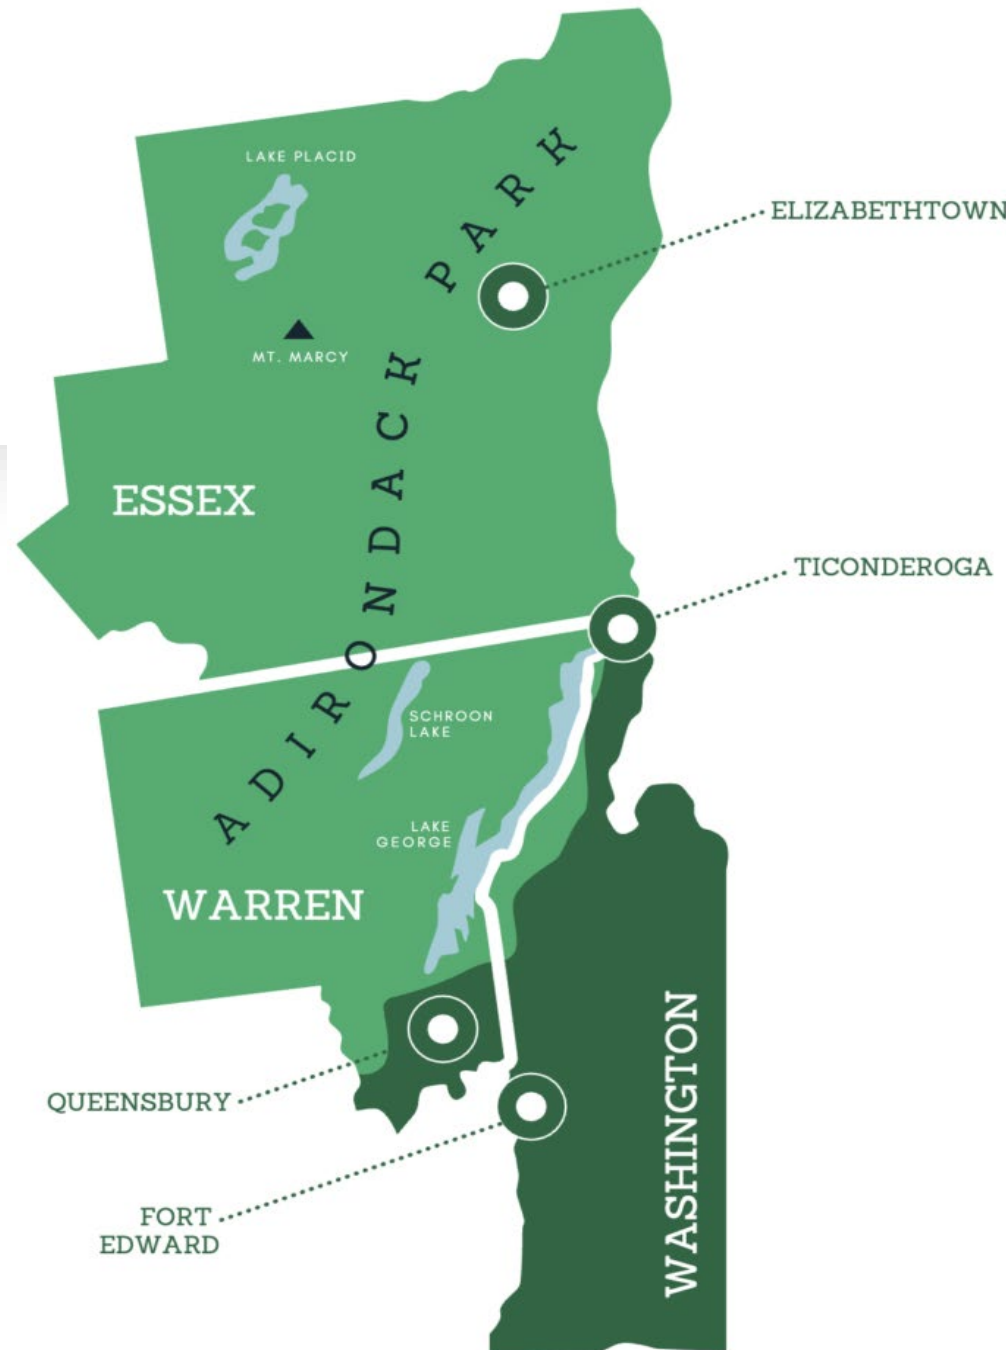 LAKE PLACID
ELIZABETHTOWN
MT. MARCY
ESSEX
ADIRONDACK PARK
TICONDEROGA
SCHROON
LAKE
LAKE
GEORGE
WARREN
WASHINGTON
QUEENSBURY
FORT
EDWARD